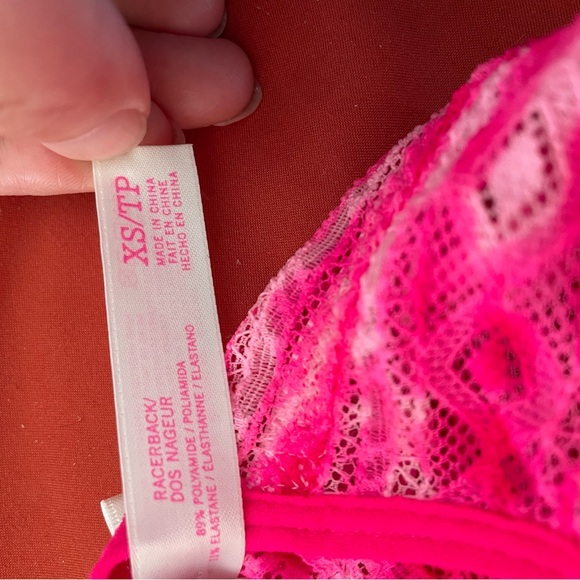 XS/TP
MADE IN CHINA
FAIT EN CHINE
HECHO EN CHINA
RACERBACK/
DOS NAGEUR
89% POLYAMIDE / POLIAMIDA
11% ELASTANE / ÉLASTHANNE / ELASTANO